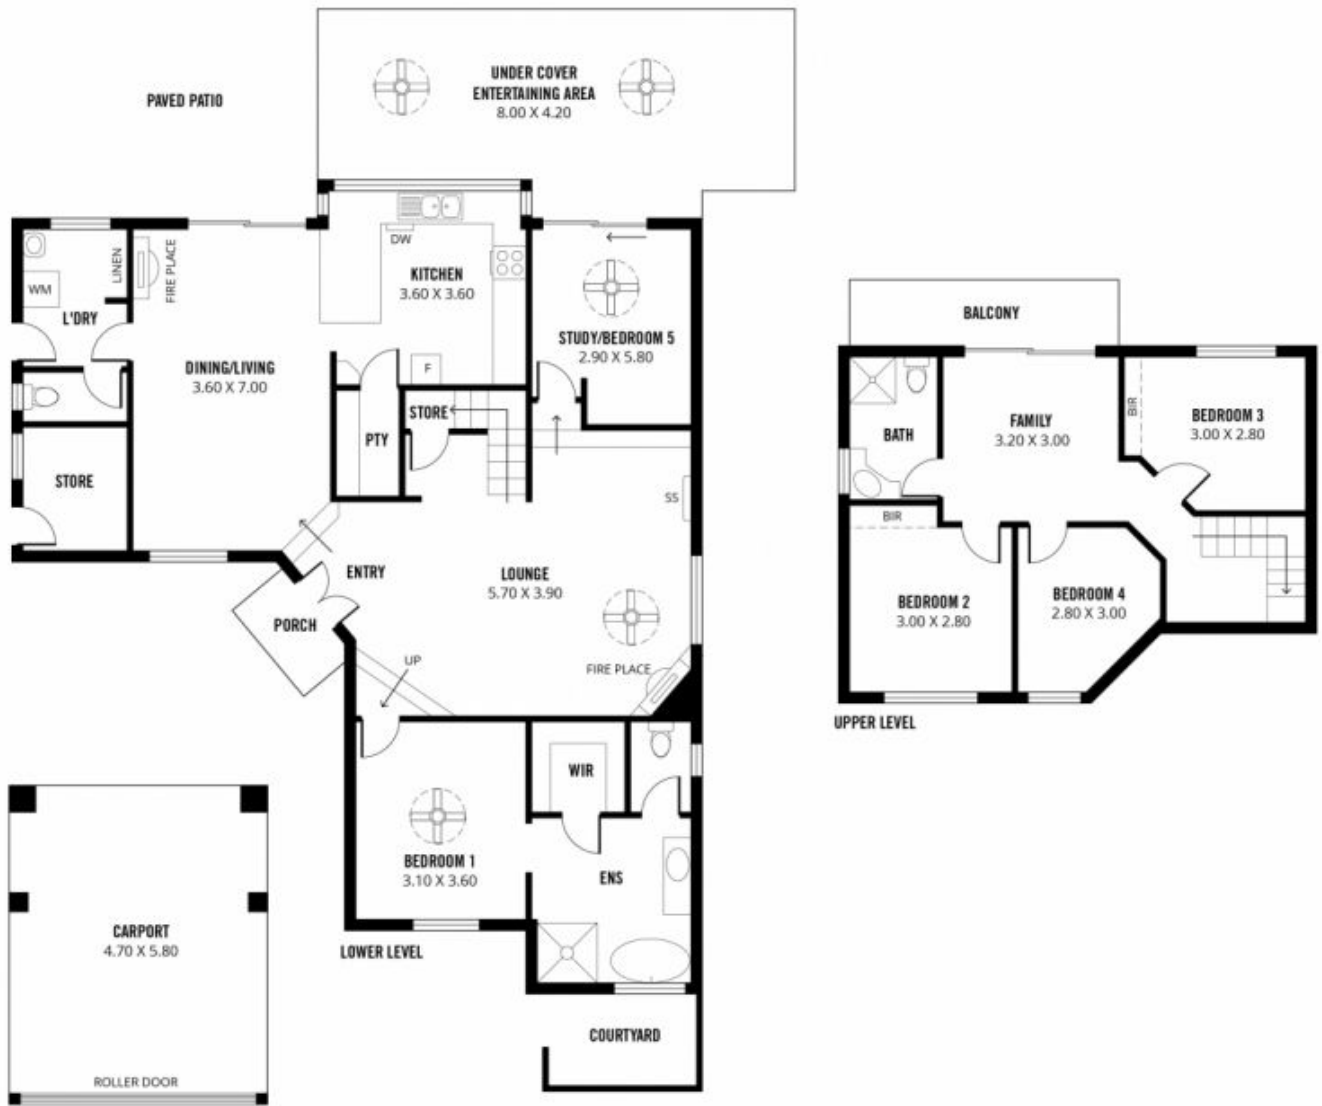 PAVED PATIO
UNDER COVER
ENTERTAINING AREA
8.00 X 4.20
DW
KITCHEN
3.60 X 3.60
F
LINEN
FIRE PLACE
WM
L'DRY
DINING/LIVING
3.60 X 7.00
STUDY/BEDROOM 5
2.90 X 5.80
STORE
PTY
STORE
SS
ENTRY
LOUNGE
5.70 X 3.90
PORCH
UP
FIRE PLACE
WIR
BEDROOM 1
3.10 X 3.60
ENS
LOWER LEVEL
COURTYARD
CARPORT
4.70 X 5.80
ROLLER DOOR
BALCONY
BATH
FAMILY
3.20 X 3.00
BIR
BEDROOM 3
3.00 X 2.80
BIR
BEDROOM 2
3.00 X 2.80
BEDROOM 4
2.80 X 3.00
UPPER LEVEL